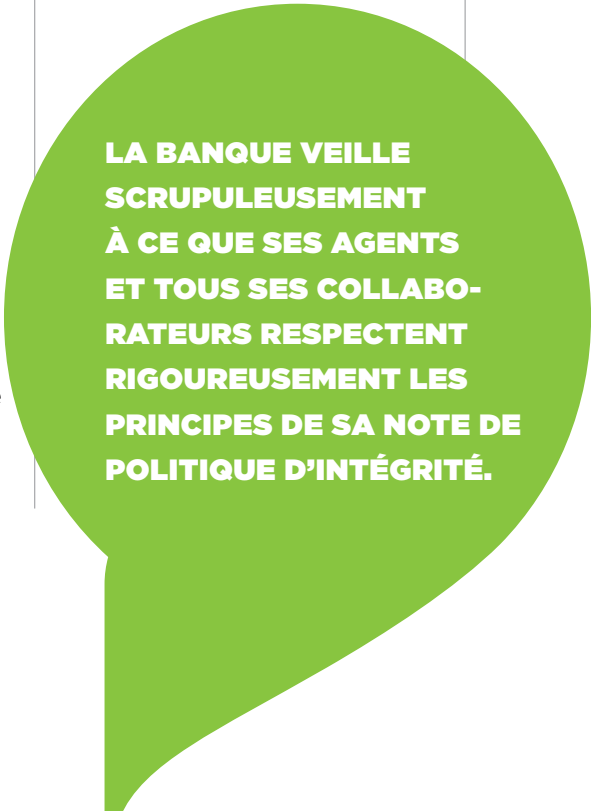 LA BANQUE VEILLE
SCRUPULEUSEMENT
À CE QUE SES AGENTS
ET TOUS SES COLLABO-
RATEURS RESPECTENT
RIGOUREUSEMENT LES
PRINCIPES DE SA NOTE DE
POLITIQUE D’INTÉGRITÉ.